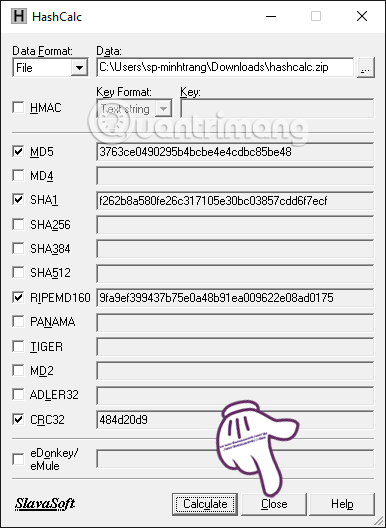 HashCalc
Data Format: Data:
File C:\Users\sp-minhtrang\Downloads\hashcalc.zip ...
Key Format: Key:
HMAC Text string
Quantrimang
MD5 3763ce0490295b4bcbe4e4cdbc85be48
MD4
SHA1 f262b8a580fe26c317105e30bc03857cdd6f7ecf
SHA256
SHA384
SHA512
RIPEMD160 9fa9ef399437b75e0a48b91ea009622e08ad0175
PANAMA
TIGER
MD2
ADLER32
CRC32 484d20d9
eDonkey/
eMule
SlavaSoft Calculate Close Help